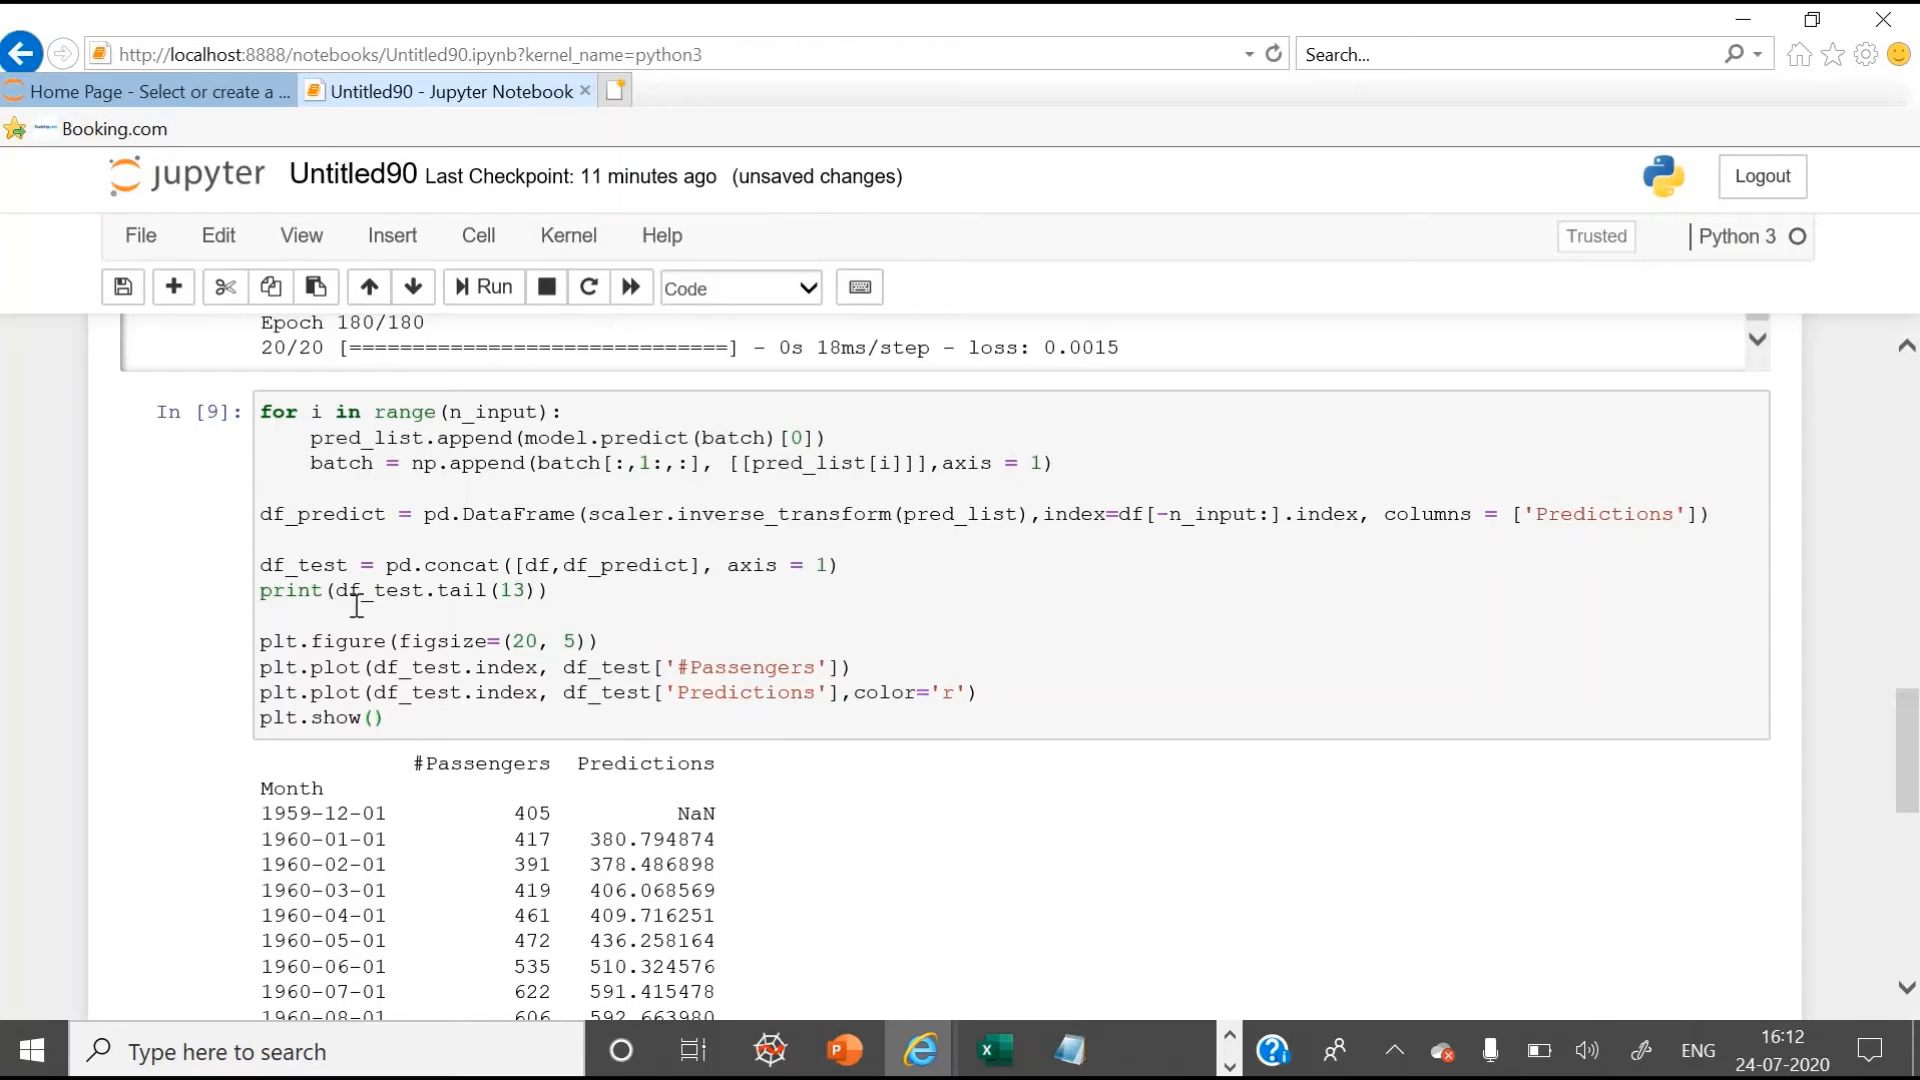 http://localhost:8888/notebooks/Untitled90.ipynb?kernel_name=python3
Search...
Home Page - Select or create a ...
Untitled90 - Jupyter Notebook
Booking.com
jupyter Untitled90 Last Checkpoint: 11 minutes ago (unsaved changes)
Logout
File Edit View Insert Cell Kernel Help
Trusted
Python 3
Run
Code
Epoch 180/180
20/20 [==============================] - 0s 18ms/step - loss: 0.0015
In [9]: for i in range(n_input):
    pred_list.append(model.predict(batch)[0])
    batch = np.append(batch[:,1:,:], [[pred_list[i]]],axis = 1)
df_predict = pd.DataFrame(scaler.inverse_transform(pred_list),index=df[-n_input:].index, columns = ['Predictions'])
df_test = pd.concat([df,df_predict], axis = 1)
print(df_test.tail(13))
plt.figure(figsize=(20, 5))
plt.plot(df_test.index, df_test['#Passengers'])
plt.plot(df_test.index, df_test['Predictions'],color='r')
plt.show()
#Passengers Predictions
Month
1959-12-01 405 NaN
1960-01-01 417 380.794874
1960-02-01 391 378.486898
1960-03-01 419 406.068569
1960-04-01 461 409.716251
1960-05-01 472 436.258164
1960-06-01 535 510.324576
1960-07-01 622 591.415478
1960-08-01 606 592.663980
Type here to search
ENG
16:12
24-07-2020